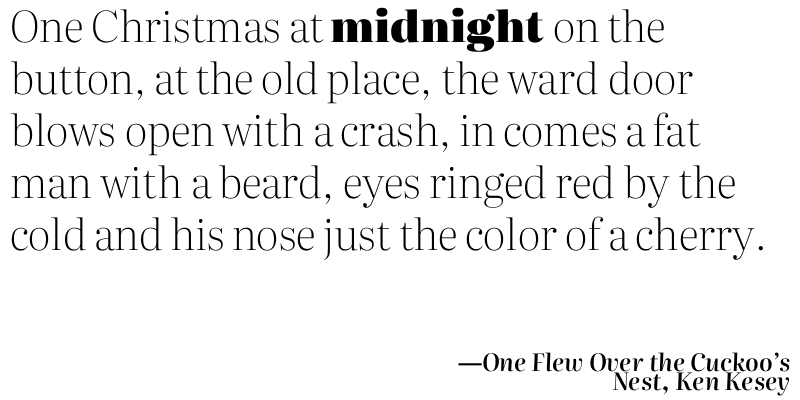 One Christmas at midnight on the
button, at the old place, the ward door
blows open with a crash, in comes a fat
man with a beard, eyes ringed red by the
cold and his nose just the color of a cherry.
—One Flew Over the Cuckoo’s
Nest, Ken Kesey